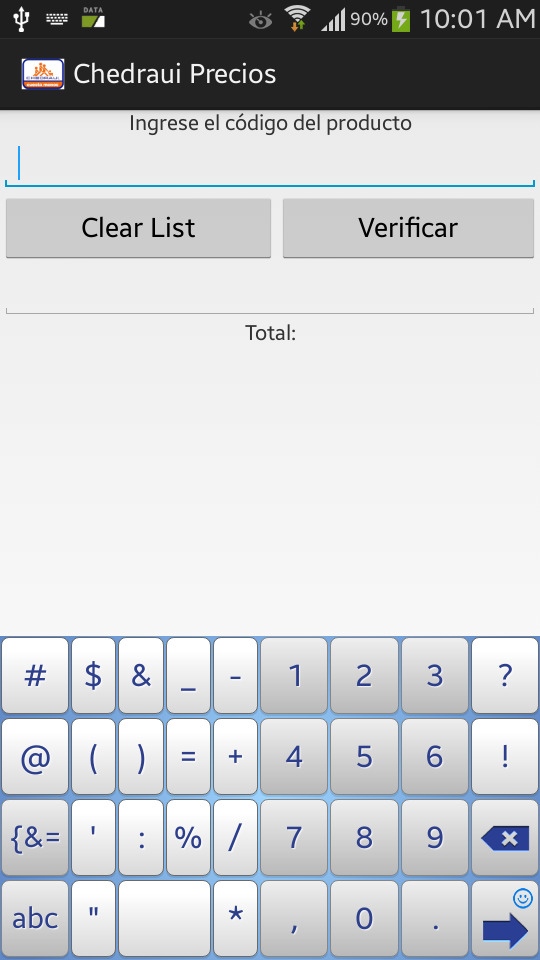 DATA 90% 10:01 AM
CHEDRAUI Chedraui Precios
Ingrese el código del producto
Clear List Verificar
Total:
# $ & _ - 1 2 3 ?
@ ( ) = + 4 5 6 !
{&= ' : % / 7 8 9
abc " * , 0 .